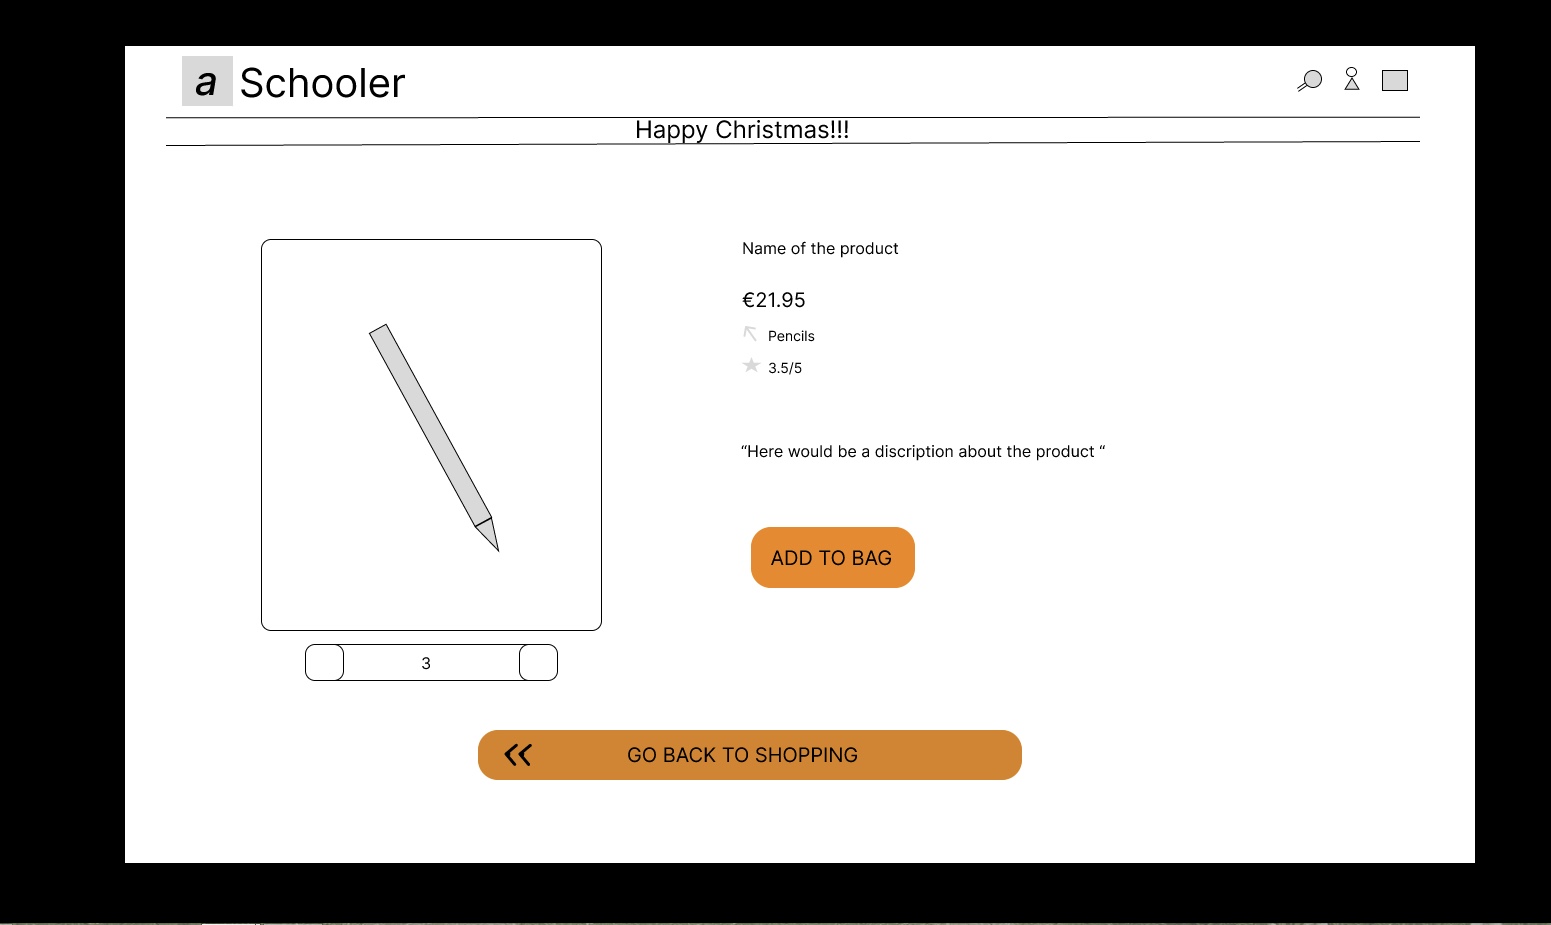 a Schooler
Happy Christmas!!!
Name of the product
€21.95
Pencils
3.5/5
“Here would be a discription about the product “
ADD TO BAG
3
GO BACK TO SHOPPING